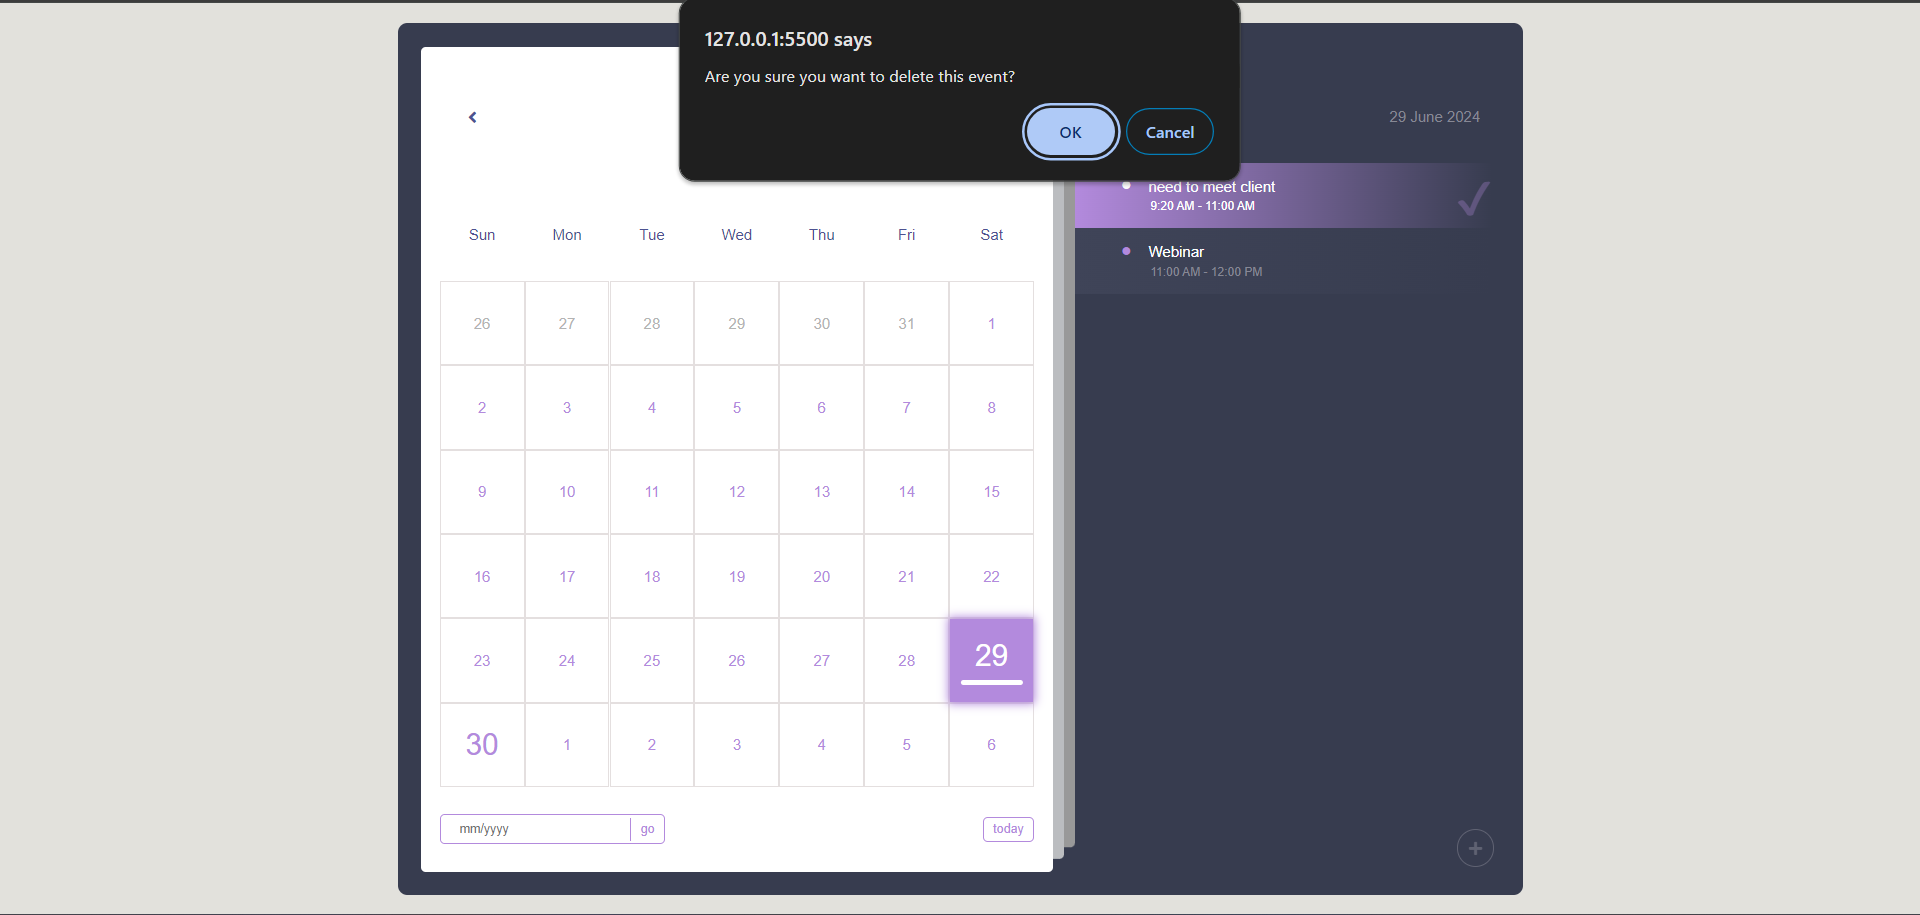 127.0.0.1:5500 says
Are you sure you want to delete this event?
OK Cancel
29 June 2024
need to meet client
9:20 AM - 11:00 AM
Webinar
11:00 AM - 12:00 PM
Sun Mon Tue Wed Thu Fri Sat
26 27 28 29 30 31 1
2 3 4 5 6 7 8
9 10 11 12 13 14 15
16 17 18 19 20 21 22
23 24 25 26 27 28 29
30 1 2 3 4 5 6
mm/yyyy go today
+